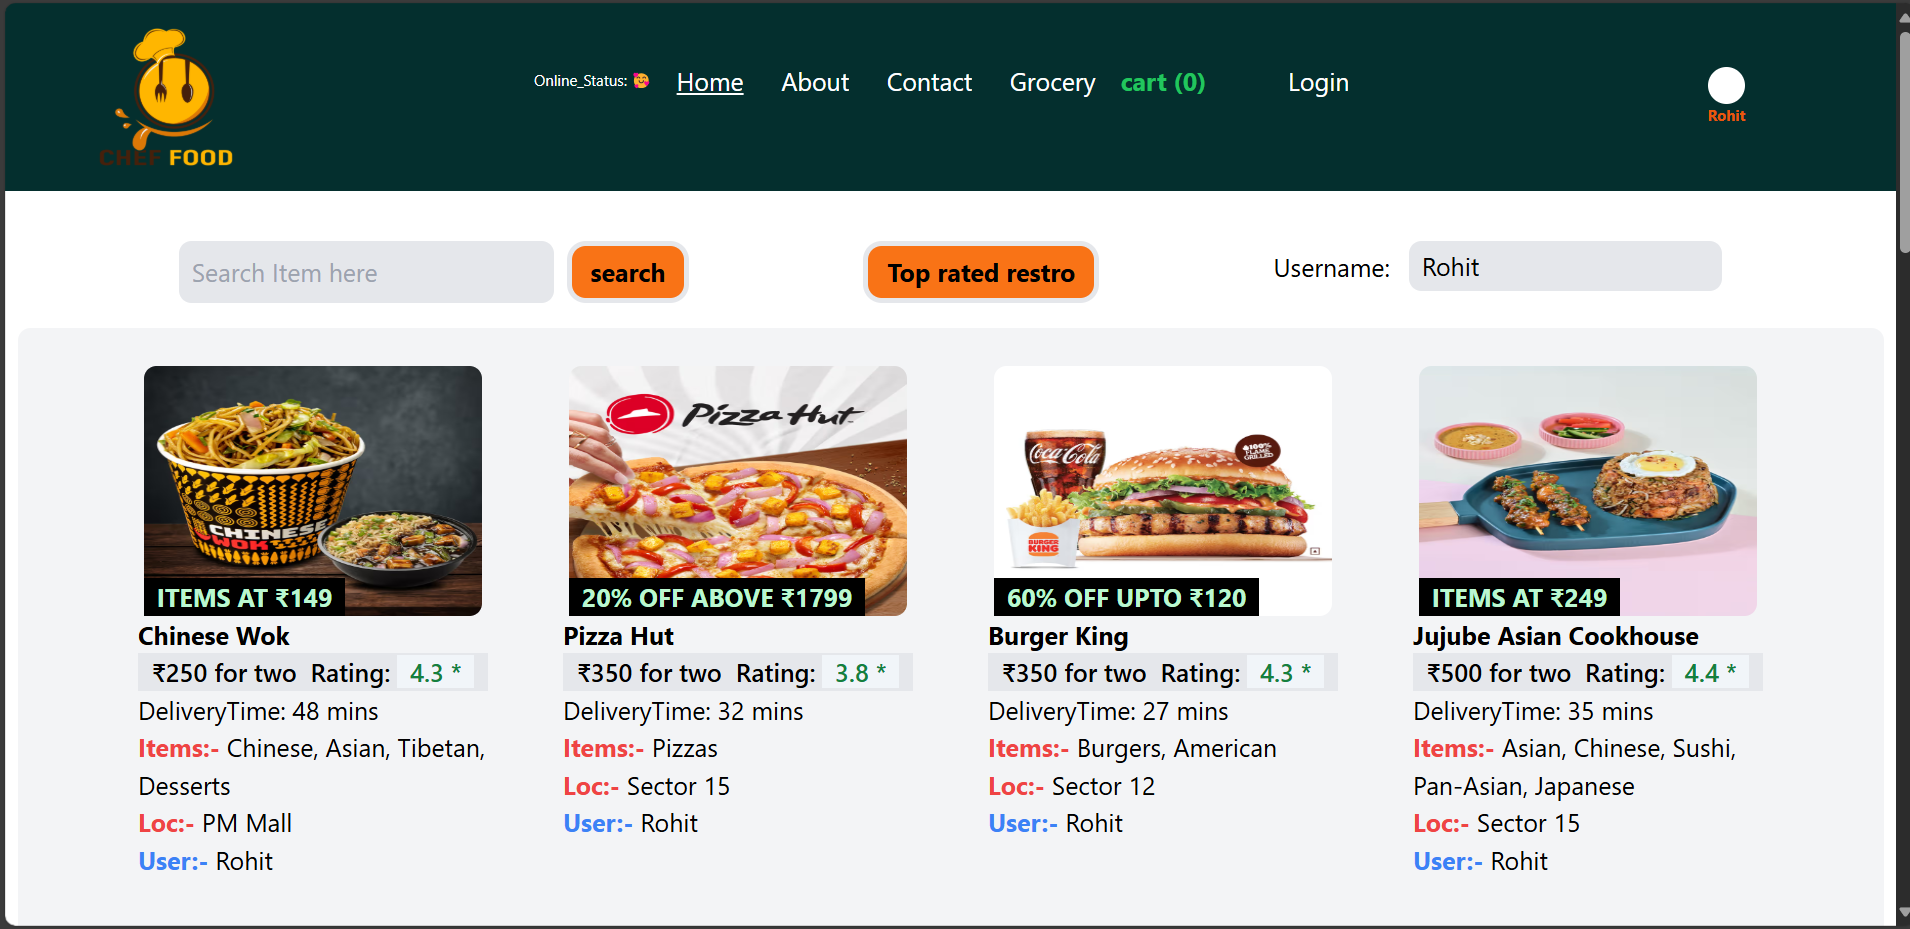 CHEF FOOD
Online_Status: 🥰
Home
About
Contact
Grocery
cart (0)
Login
Rohit
Search Item here
search
Top rated restro
Username:
Rohit
CHINESE
WOK
ITEMS AT ₹149
Chinese Wok
₹250 for two Rating: 4.3 *
DeliveryTime: 48 mins
Items:- Chinese, Asian, Tibetan,
Desserts
Loc:- PM Mall
User:- Rohit
Pizza Hut
20% OFF ABOVE ₹1799
Pizza Hut
₹350 for two Rating: 3.8 *
DeliveryTime: 32 mins
Items:- Pizzas
Loc:- Sector 15
User:- Rohit
Coca-Cola
100%
FLAME
GRILLED
BURGER
KING
60% OFF UPTO ₹120
Burger King
₹350 for two Rating: 4.3 *
DeliveryTime: 27 mins
Items:- Burgers, American
Loc:- Sector 12
User:- Rohit
ITEMS AT ₹249
Jujube Asian Cookhouse
₹500 for two Rating: 4.4 *
DeliveryTime: 35 mins
Items:- Asian, Chinese, Sushi,
Pan-Asian, Japanese
Loc:- Sector 15
User:- Rohit